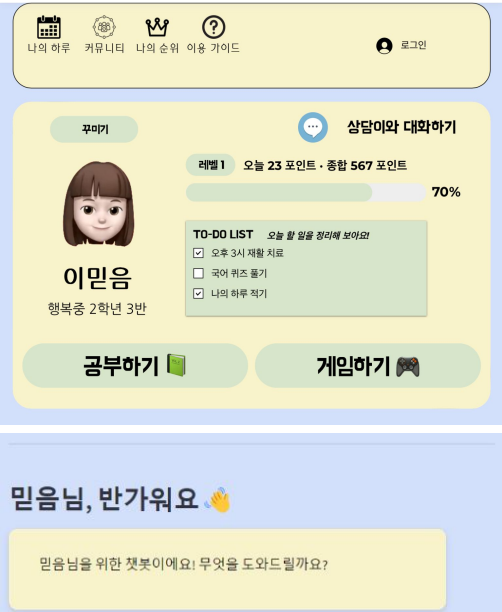 나의 하루 커뮤니티 나의 순위 이용 가이드 로그인
꾸미기
상담이와 대화하기
레벨 1 오늘 23 포인트 · 종합 567 포인트
70%
TO-DO LIST 오늘 할 일을 정리해 보아요!
오후 3시 재활 치료
국어 퀴즈 풀기
나의 하루 적기
이믿음
행복중 2학년 3반
공부하기
게임하기
믿음님, 반가워요
믿음님을 위한 챗봇이에요! 무엇을 도와드릴까요?